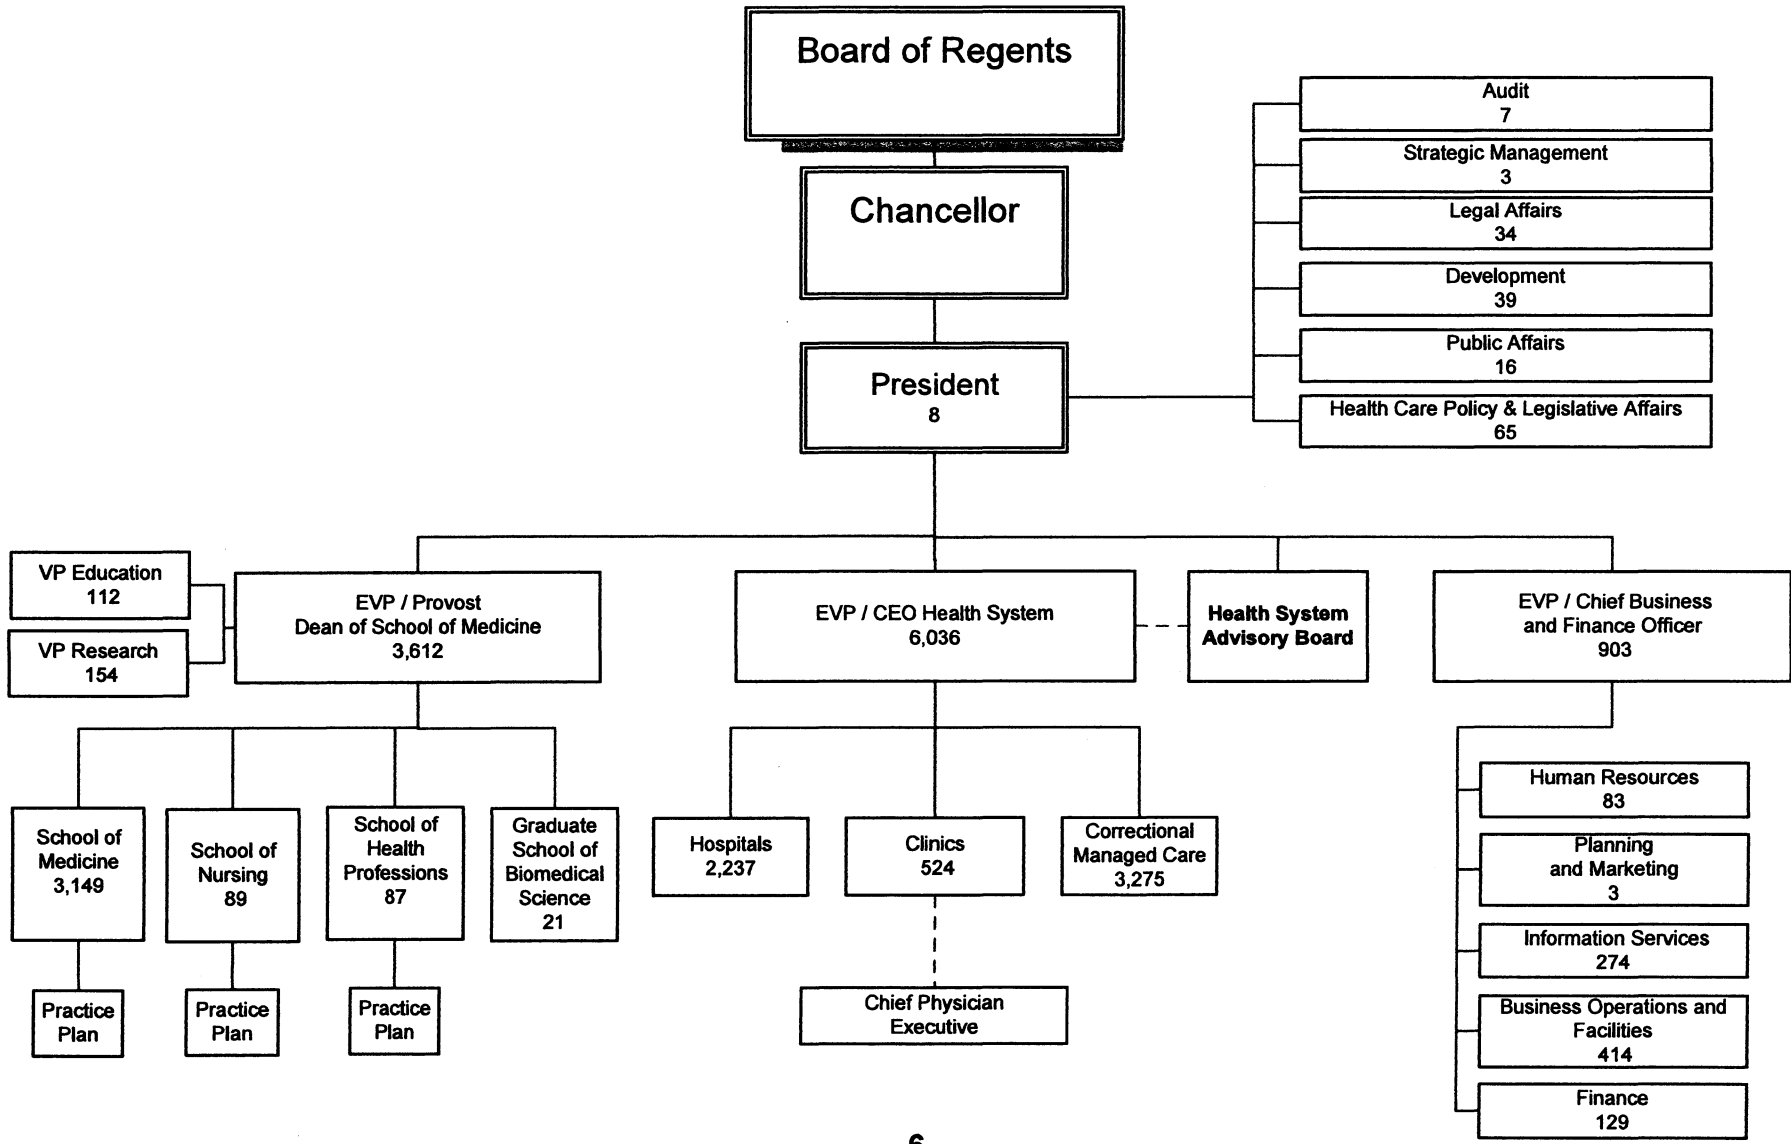 Board of Regents
Chancellor
President
8
Audit
7
Strategic Management
3
Legal Affairs
34
Development
39
Public Affairs
16
Health Care Policy & Legislative Affairs
65
VP Education
112
VP Research
154
EVP / Provost
Dean of School of Medicine
3,612
EVP / CEO Health System
6,036
Health System
Advisory Board
EVP / Chief Business
and Finance Officer
903
School of
Medicine
3,149
School of
Nursing
89
School of
Health
Professions
87
Graduate
School of
Biomedical
Science
21
Practice
Plan
Practice
Plan
Practice
Plan
Hospitals
2,237
Clinics
524
Correctional
Managed Care
3,275
Chief Physician
Executive
Human Resources
83
Planning
and Marketing
3
Information Services
274
Business Operations and
Facilities
414
Finance
129
6